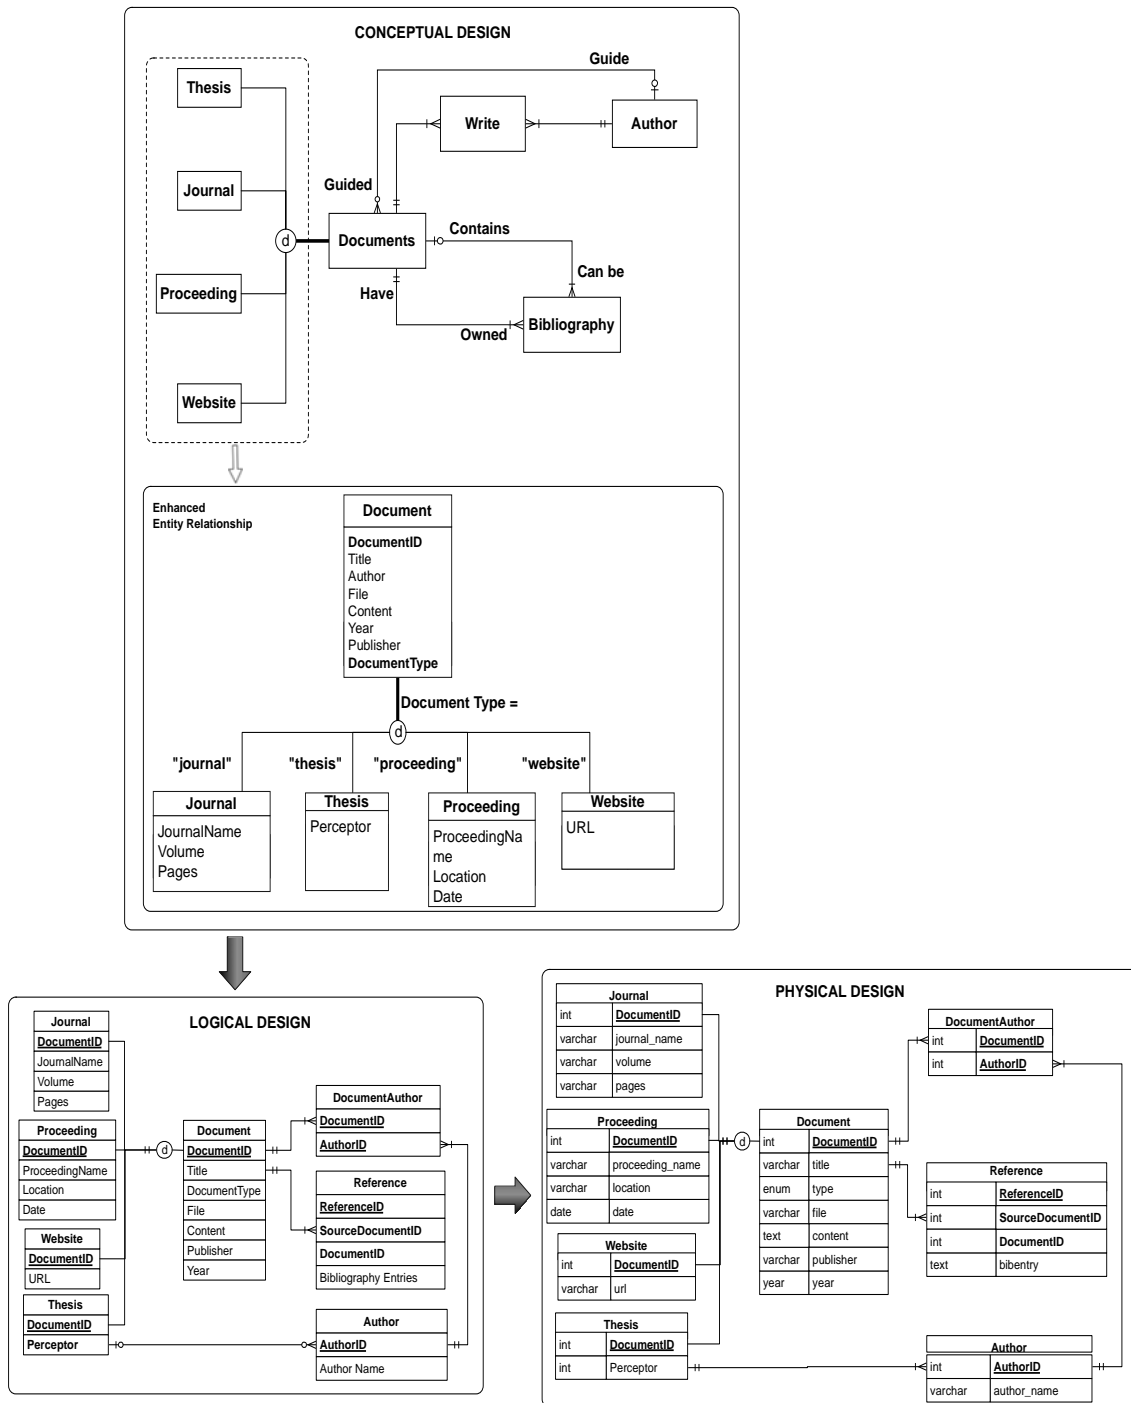 CONCEPTUAL DESIGN
Guide
Thesis
Write
Author
Journal
Guided
Contains
d
Documents
Can be
Proceeding
Have
Bibliography
Owned
Website
Enhanced
Entity Relationship
Document
DocumentID
Title
Author
File
Content
Year
Publisher
DocumentType
Document Type =
d
"journal"
"thesis"
"proceeding"
"website"
Journal
JournalName
Volume
Pages
Thesis
Perceptor
Proceeding
ProceedingNa
me
Location
Date
Website
URL
LOGICAL DESIGN
Journal
DocumentID
JournalName
Volume
Pages
Proceeding
DocumentID
ProceedingName
Location
Date
Website
DocumentID
URL
Thesis
DocumentID
Perceptor
d
Document
DocumentID
Title
DocumentType
File
Content
Publisher
Year
DocumentAuthor
DocumentID
AuthorID
Reference
ReferenceID
SourceDocumentID
DocumentID
Bibliography Entries
Author
AuthorID
Author Name
PHYSICAL DESIGN
Journal
int DocumentID
varchar journal_name
varchar volume
varchar pages
Proceeding
int DocumentID
varchar proceeding_name
varchar location
date date
Website
int DocumentID
varchar url
Thesis
int DocumentID
int Perceptor
d
Document
int DocumentID
varchar title
enum type
varchar file
text content
varchar publisher
year year
DocumentAuthor
int DocumentID
int AuthorID
Reference
int ReferenceID
int SourceDocumentID
int DocumentID
text bibentry
Author
int AuthorID
varchar author_name